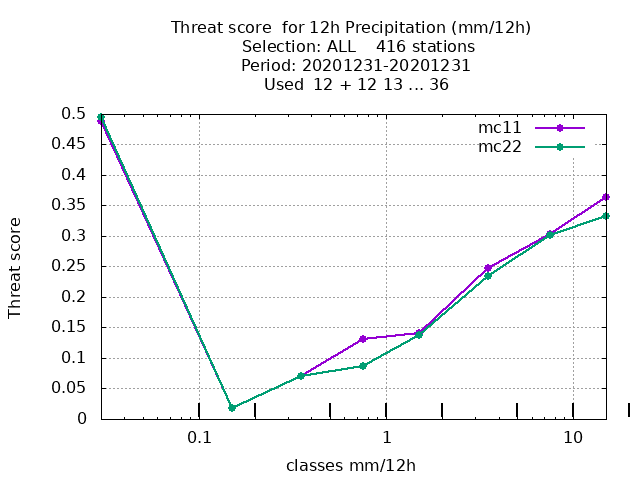 Threat score  for 12h Precipitation (mm/12h)
Selection: ALL    416 stations
Period: 20201231-20201231
Used  12 + 12 13 ... 36
mc11
mc22
0.5
0.45
0.4
0.35
0.3
0.25
0.2
0.15
0.1
0.05
0
Threat score
0.1 1 10
classes mm/12h